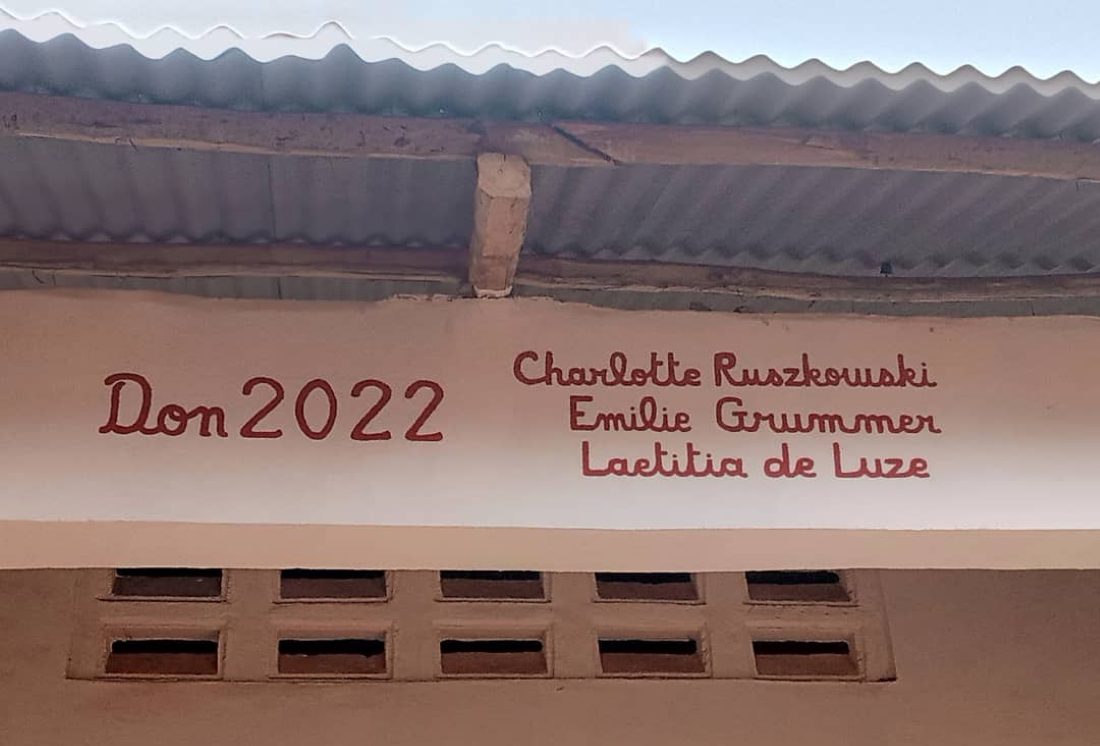 Don 2022
Charlotte Ruszkowski
Emilie Grummer
Laetitia de Luze